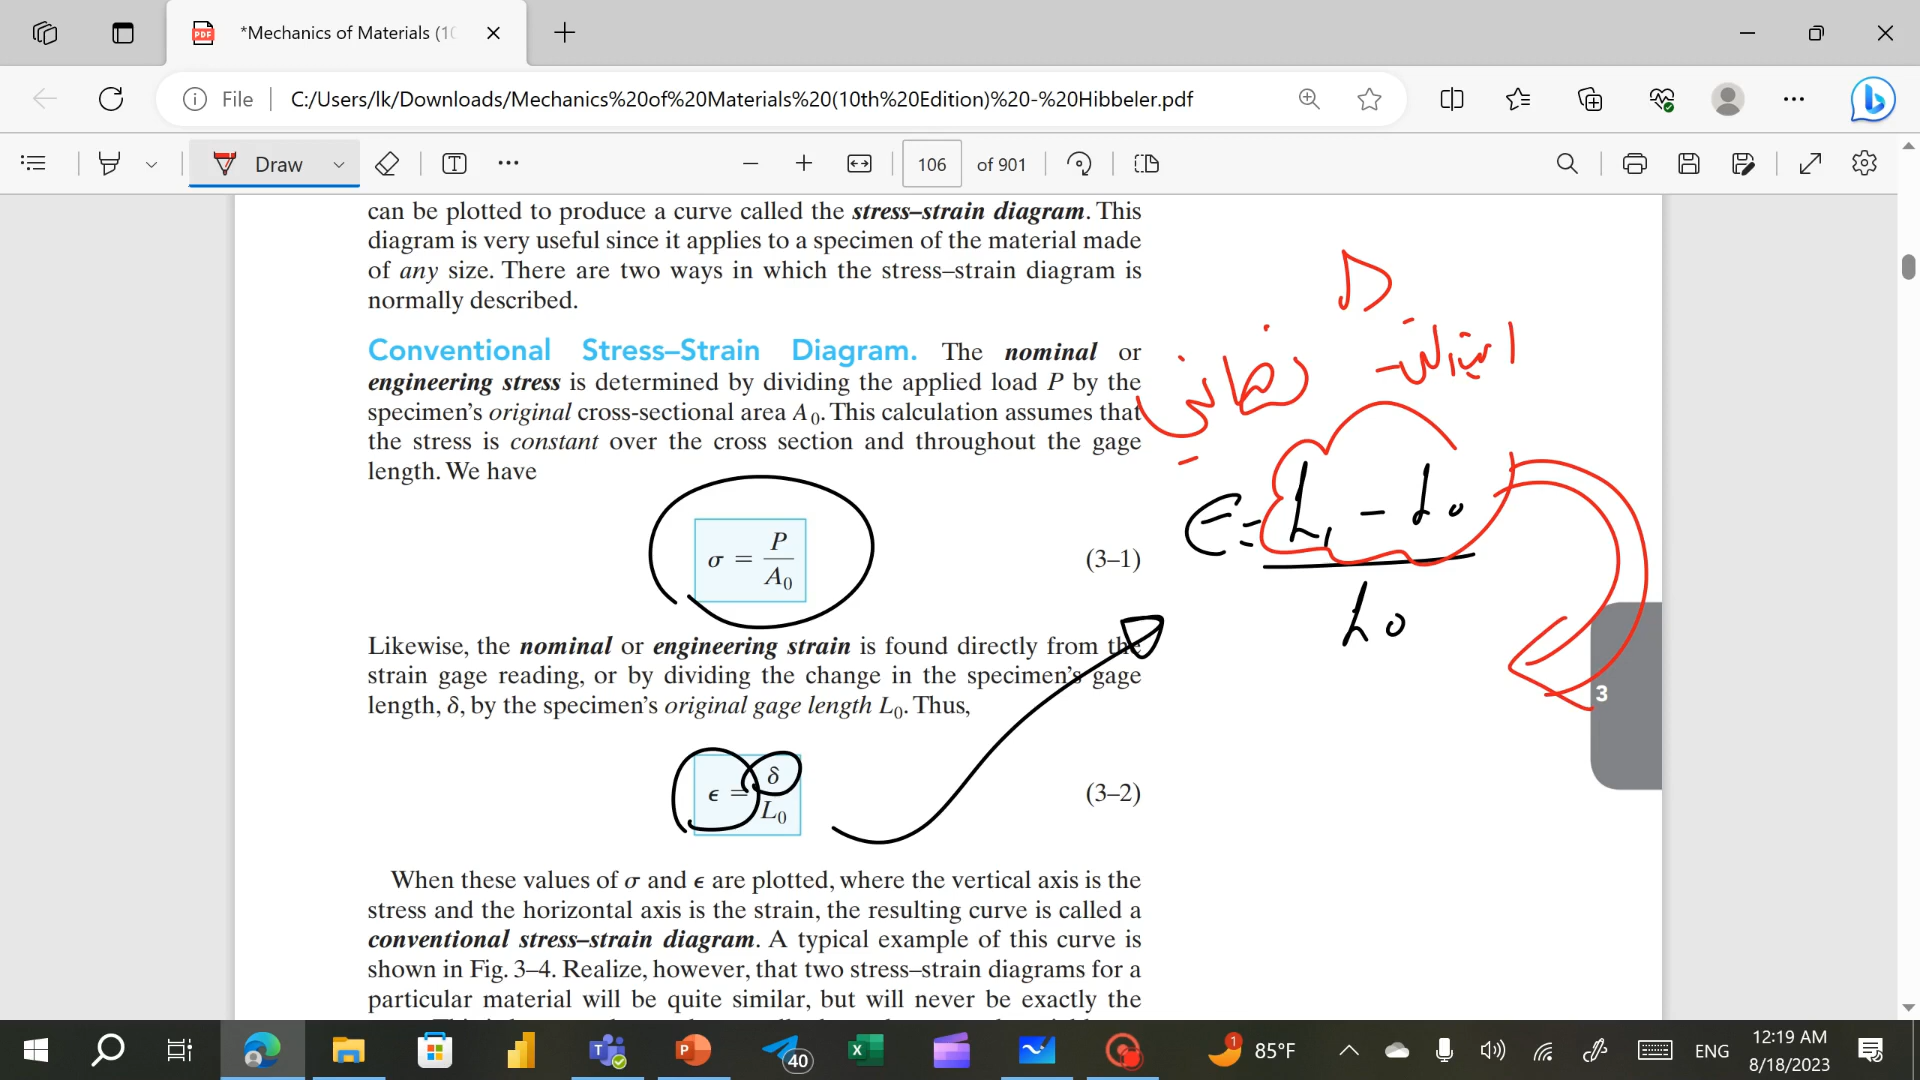 *Mechanics of Materials (10
File
C:/Users/lk/Downloads/Mechanics%20of%20Materials%20(10th%20Edition)%20-%20Hibbeler.pdf
Draw
106 of 901
can be plotted to produce a curve called the stress–strain diagram. This
diagram is very useful since it applies to a specimen of the material made
of any size. There are two ways in which the stress–strain diagram is
normally described.
Conventional Stress–Strain Diagram. The nominal or
engineering stress is determined by dividing the applied load P by the
specimen's original cross-sectional area A0. This calculation assumes that
the stress is constant over the cross section and throughout the gage
length. We have
σ = P / A0 (3–1)
Likewise, the nominal or engineering strain is found directly from the
strain gage reading, or by dividing the change in the specimen's gage
length, δ, by the specimen's original gage length L0. Thus,
ϵ = δ / L0 (3–2)
When these values of σ and ϵ are plotted, where the vertical axis is the
stress and the horizontal axis is the strain, the resulting curve is called a
conventional stress–strain diagram. A typical example of this curve is
shown in Fig. 3–4. Realize, however, that two stress–strain diagrams for a
particular material will be quite similar, but will never be exactly the
ϵ = L1 - L0 / L0
3
40
1
85°F
ENG
12:19 AM
8/18/2023